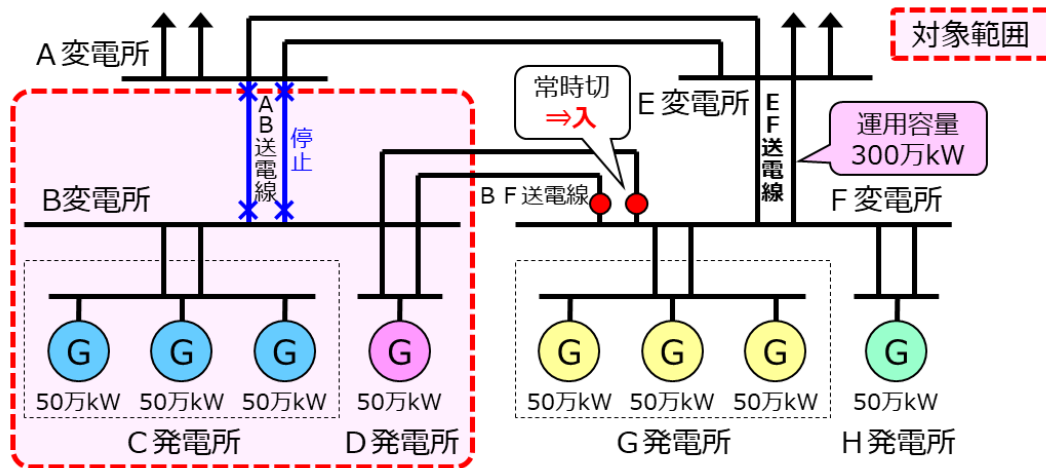 対象範囲
A変電所
常時切
⇒入
E変電所
AB送電線
停止
EF送電線
運用容量
300万kW
B変電所
BF送電線
F変電所
G
G
G
G
G
G
G
G
50万kW
50万kW
50万kW
50万kW
50万kW
50万kW
50万kW
50万kW
C発電所
D発電所
G発電所
H発電所